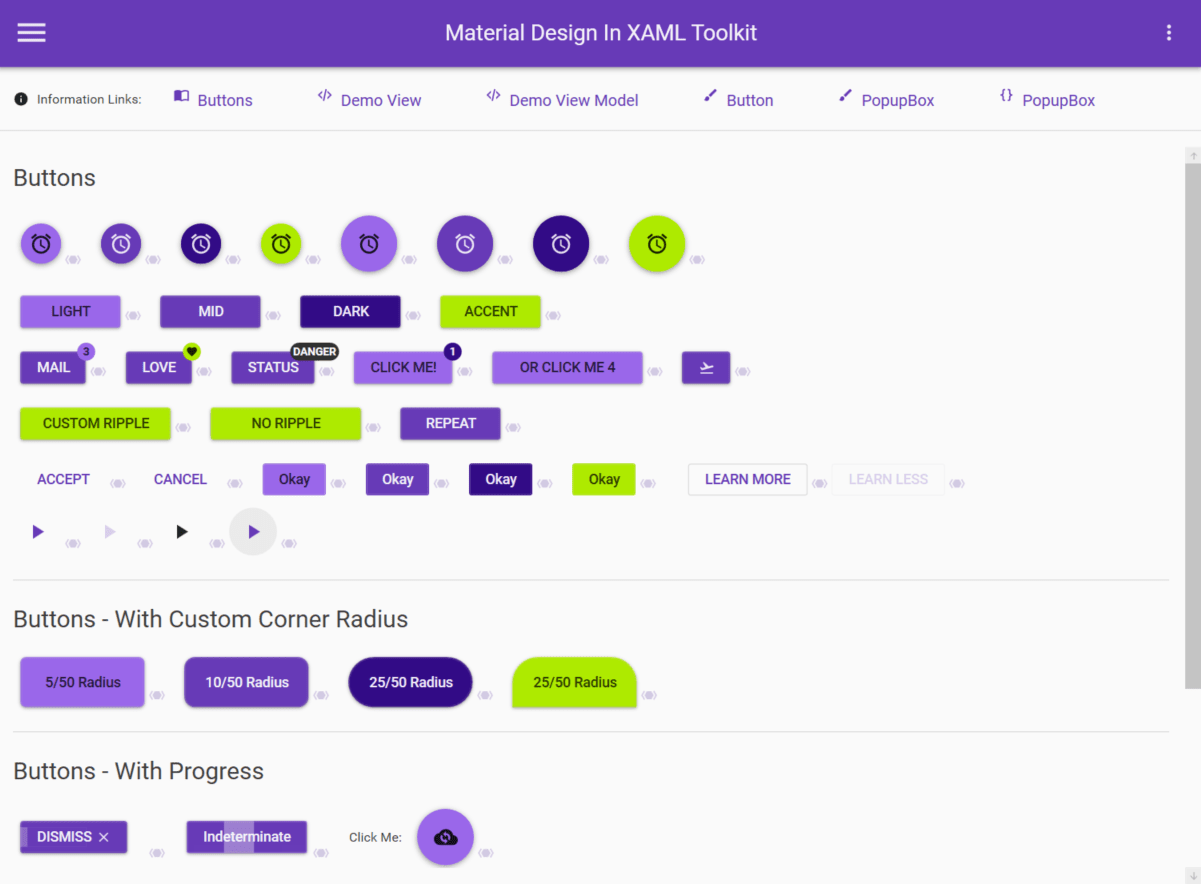 Material Design In XAML Toolkit
Information Links: Buttons Demo View Demo View Model Button PopupBox PopupBox
Buttons
LIGHT MID DARK ACCENT
MAIL 3 LOVE STATUS DANGER CLICK ME! 1 OR CLICK ME 4
CUSTOM RIPPLE NO RIPPLE REPEAT
ACCEPT CANCEL Okay Okay Okay Okay LEARN MORE LEARN LESS
Buttons - With Custom Corner Radius
5/50 Radius 10/50 Radius 25/50 Radius 25/50 Radius
Buttons - With Progress
DISMISS Indeterminate Click Me: